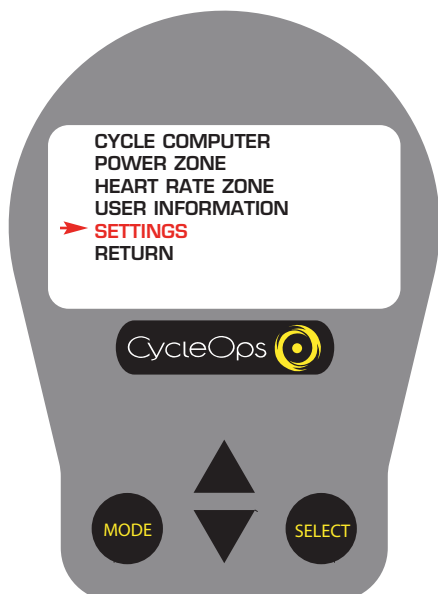 CYCLE COMPUTER
POWER ZONE
HEART RATE ZONE
USER INFORMATION
SETTINGS
RETURN
CycleOps
MODE
SELECT